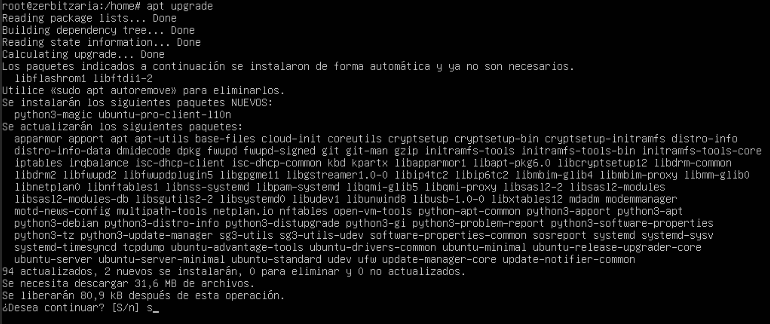 root@zerbitzaria:/home# apt upgrade
Reading package lists... Done
Building dependency tree... Done
Reading state information... Done
Calculating upgrade... Done
Los paquetes indicados a continuación se instalaron de forma automática y ya no son necesarios.
  libflashrom1 libftdi1-2
Utilice «sudo apt autoremove» para eliminarlos.
Se instalarán los siguientes paquetes NUEVOS:
  python3-magic ubuntu-pro-client-l10n
Se actualizarán los siguientes paquetes:
  apparmor apport apt apt-utils base-files cloud-init coreutils cryptsetup cryptsetup-bin cryptsetup-initramfs distro-info
  distro-info-data dmidecode dpkg fwupd fwupd-signed git git-man gzip initramfs-tools initramfs-tools-bin initramfs-tools-core
  iptables irqbalance isc-dhcp-client isc-dhcp-common kbd kpartx libapparmor1 libapt-pkg6.0 libcryptsetup12 libdrm-common
  libdrm2 libfwupd2 libfwupdplugin5 libgpgme11 libgstreamer1.0-0 libip4tc2 libip6tc2 libmbim-glib4 libmbim-proxy libmm-glib0
  libnetplan0 libnftables1 libnss-systemd libpam-systemd libqmi-glib5 libqmi-proxy libsasl2-2 libsasl2-modules
  libsasl2-modules-db libsgutils2-2 libsystemd0 libudev1 libunwind8 libusb-1.0-0 libxtables12 mdadm modemmanager
  motd-news-config multipath-tools netplan.io nftables open-vm-tools python-apt-common python3-apport python3-apt
  python3-debian python3-distro-info python3-distupgrade python3-gi python3-problem-report python3-software-properties
  python3-tz python3-update-manager sg3-utils sg3-utils-udev software-properties-common sosreport systemd systemd-sysv
  systemd-timesyncd tcpdump ubuntu-advantage-tools ubuntu-drivers-common ubuntu-minimal ubuntu-release-upgrader-core
  ubuntu-server ubuntu-server-minimal ubuntu-standard udev ufw update-manager-core update-notifier-common
94 actualizados, 2 nuevos se instalarán, 0 para eliminar y 0 no actualizados.
Se necesita descargar 31,6 MB de archivos.
Se liberarán 80,9 kB después de esta operación.
¿Desea continuar? [S/n] s_